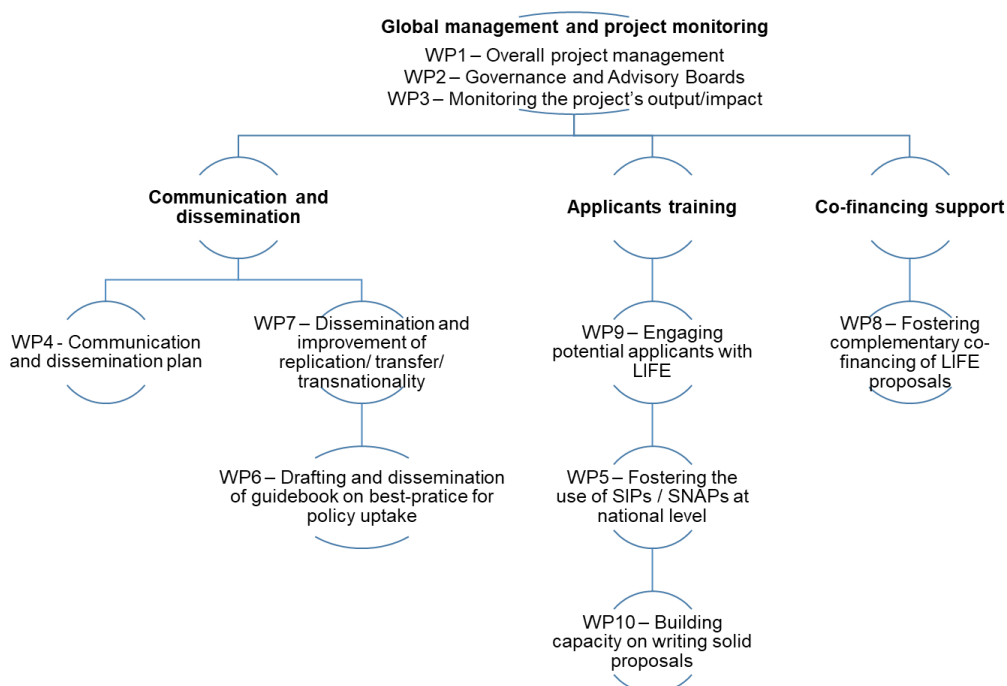 Global management and project monitoring
WP1 – Overall project management
WP2 – Governance and Advisory Boards
WP3 – Monitoring the project's output/impact
Communication and
dissemination
Applicants training
Co-financing support
WP4 - Communication
and dissemination plan
WP7 – Dissemination and
improvement of
replication/ transfer/
transnationality
WP9 – Engaging
potential applicants with
LIFE
WP8 – Fostering
complementary co-
financing of LIFE
proposals
WP6 – Drafting and dissemination
of guidebook on best-pratice for
policy uptake
WP5 – Fostering the
use of SIPs / SNAPs at
national level
WP10 – Building
capacity on writing solid
proposals